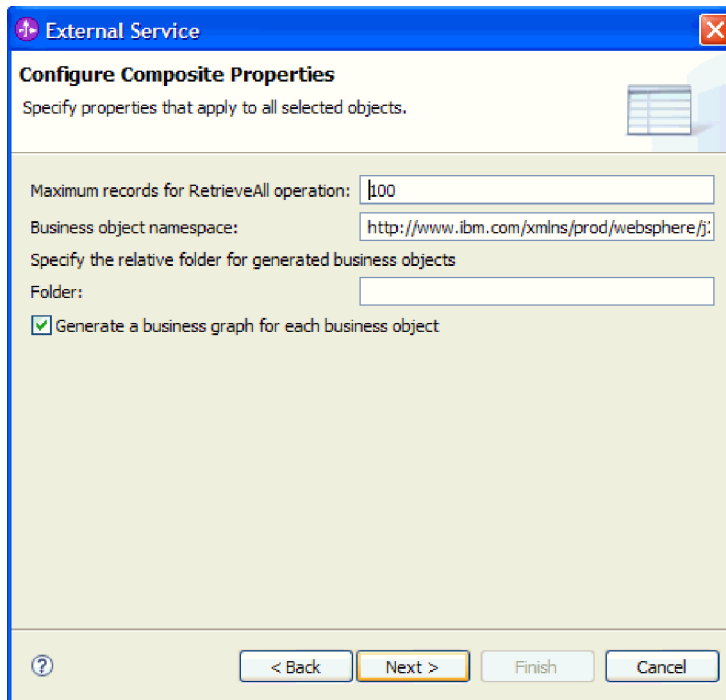 External Service
Configure Composite Properties
Specify properties that apply to all selected objects.
Maximum records for RetrieveAll operation: 100
Business object namespace: http://www.ibm.com/xmlns/prod/websphere/j2
Specify the relative folder for generated business objects
Folder:
Generate a business graph for each business object
?
< Back Next > Finish Cancel